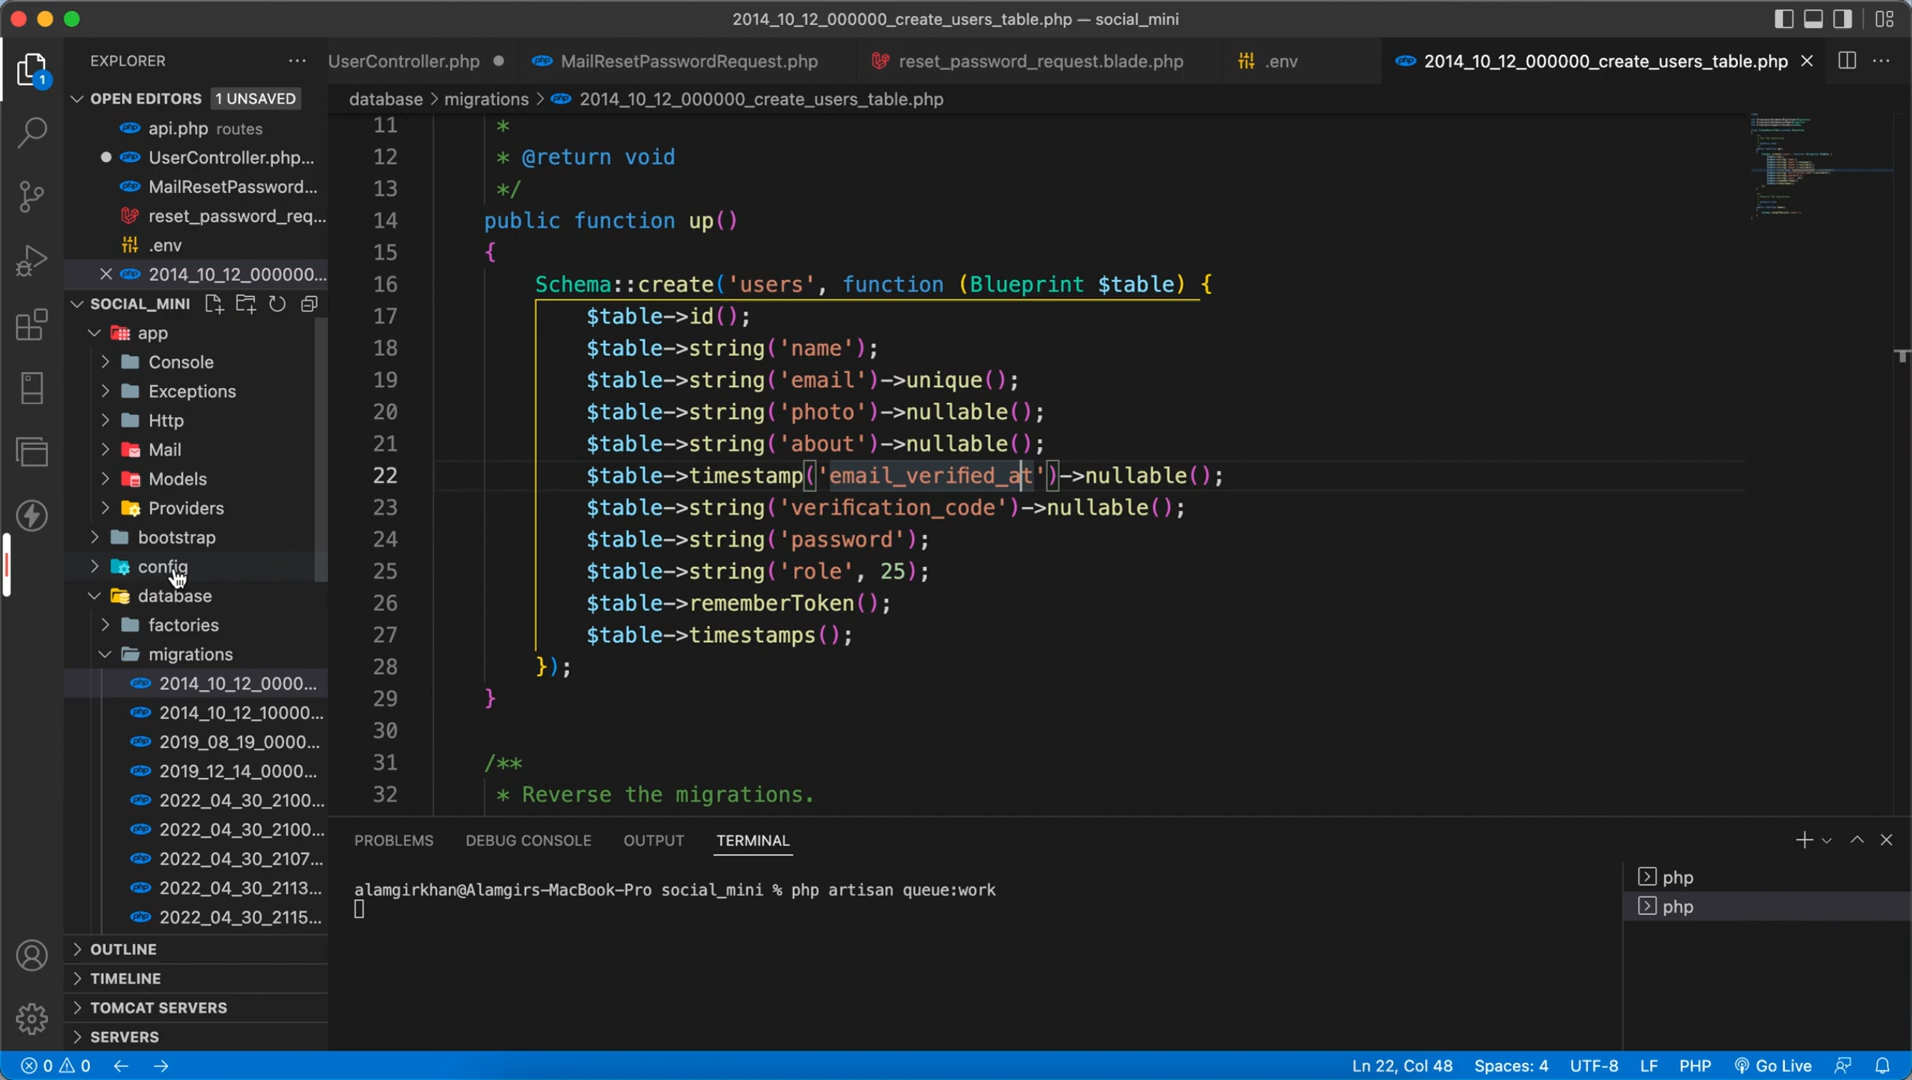 2014_10_12_000000_create_users_table.php — social_mini
EXPLORER
UserController.php
MailResetPasswordRequest.php
reset_password_request.blade.php
.env
2014_10_12_000000_create_users_table.php
1
OPEN EDITORS 1 UNSAVED
api.php routes
UserController.php...
MailResetPassword...
reset_password_req...
.env
2014_10_12_000000...
SOCIAL_MINI
app
Console
Exceptions
Http
Mail
Models
Providers
bootstrap
config
database
factories
migrations
2014_10_12_0000...
2014_10_12_10000...
2019_08_19_0000...
2019_12_14_0000...
2022_04_30_2100...
2022_04_30_2100...
2022_04_30_2107...
2022_04_30_2113...
2022_04_30_2115...
OUTLINE
TIMELINE
TOMCAT SERVERS
SERVERS
database > migrations > 2014_10_12_000000_create_users_table.php
11 *
12 * @return void
13 */
14 public function up()
15 {
16 Schema::create('users', function (Blueprint $table) {
17 $table->id();
18 $table->string('name');
19 $table->string('email')->unique();
20 $table->string('photo')->nullable();
21 $table->string('about')->nullable();
22 $table->timestamp('email_verified_at')->nullable();
23 $table->string('verification_code')->nullable();
24 $table->string('password');
25 $table->string('role', 25);
26 $table->rememberToken();
27 $table->timestamps();
28 });
29 }
30
31 /**
32 * Reverse the migrations.
PROBLEMS DEBUG CONSOLE OUTPUT TERMINAL
alamgirkhan@Alamgirs-MacBook-Pro social_mini % php artisan queue:work
php
php
0 0
Ln 22, Col 48 Spaces: 4 UTF-8 LF PHP Go Live